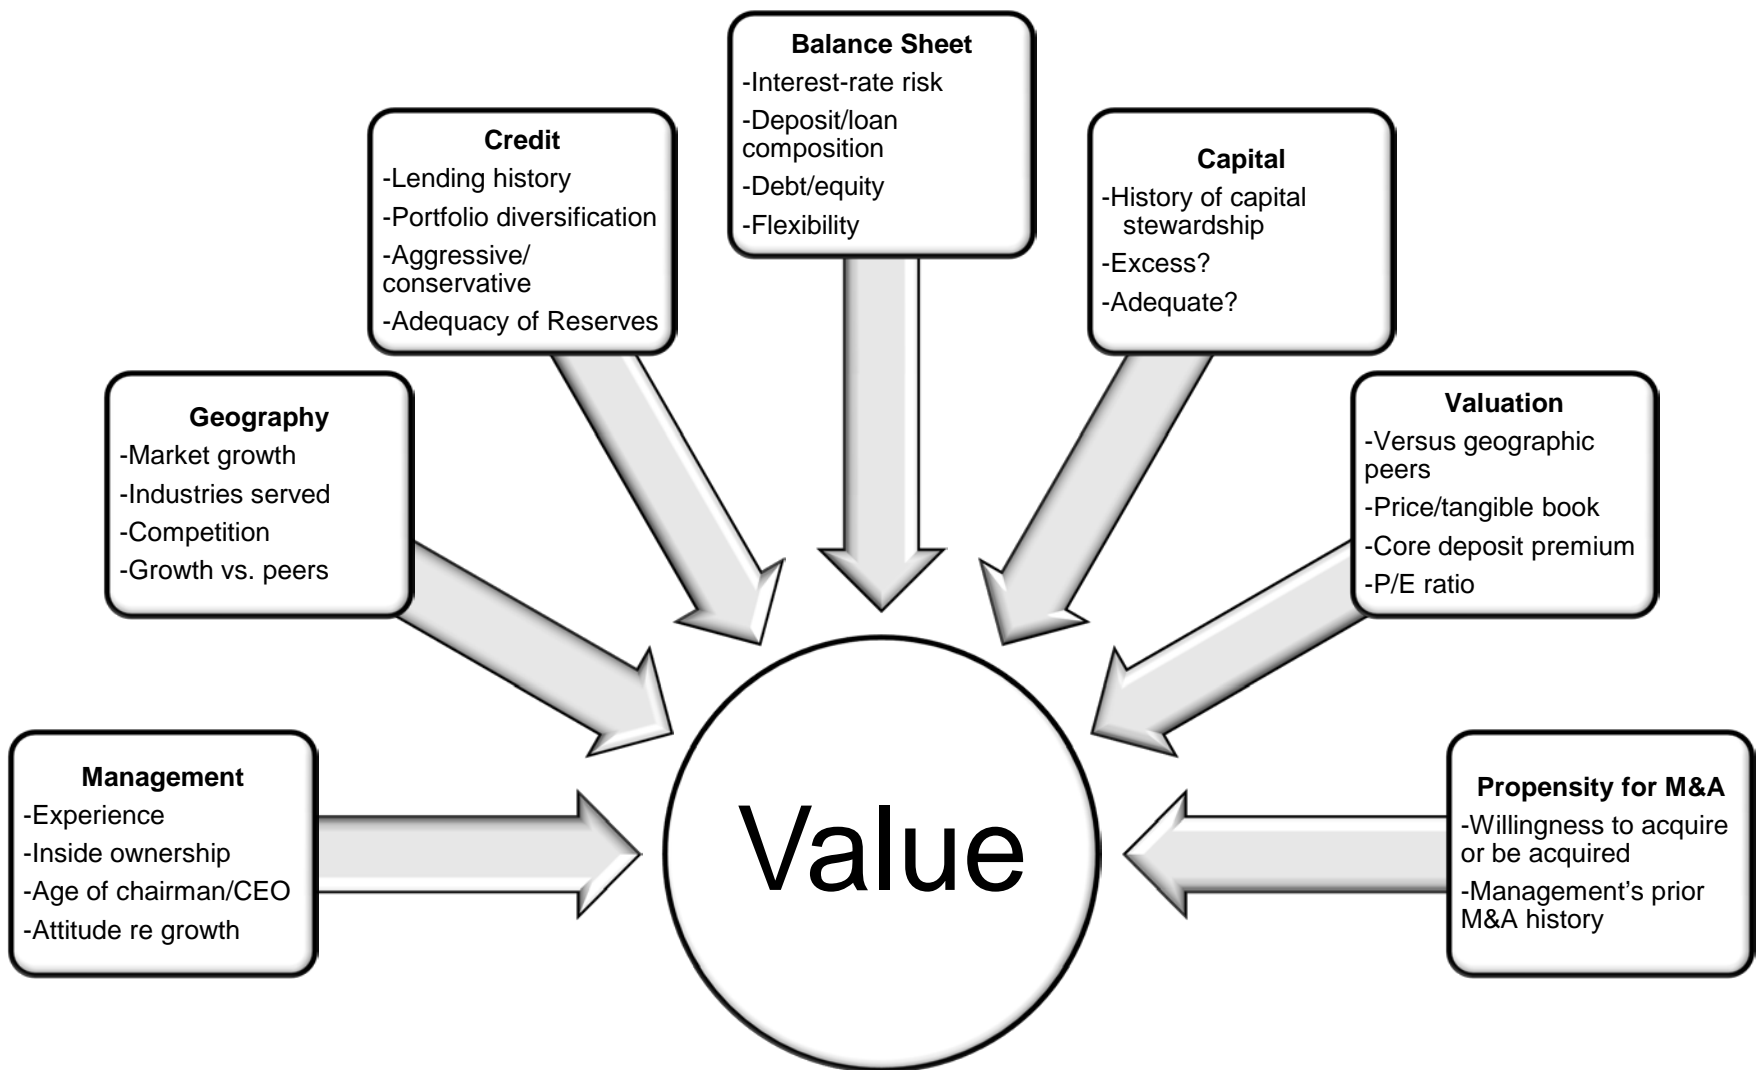 Balance Sheet
-Interest-rate risk
-Deposit/loan
composition
-Debt/equity
-Flexibility
Credit
-Lending history
-Portfolio diversification
-Aggressive/
conservative
-Adequacy of Reserves
Capital
-History of capital
stewardship
-Excess?
-Adequate?
Geography
-Market growth
-Industries served
-Competition
-Growth vs. peers
Valuation
-Versus geographic
peers
-Price/tangible book
-Core deposit premium
-P/E ratio
Management
-Experience
-Inside ownership
-Age of chairman/CEO
-Attitude re growth
Value
Propensity for M&A
-Willingness to acquire
or be acquired
-Management’s prior
M&A history